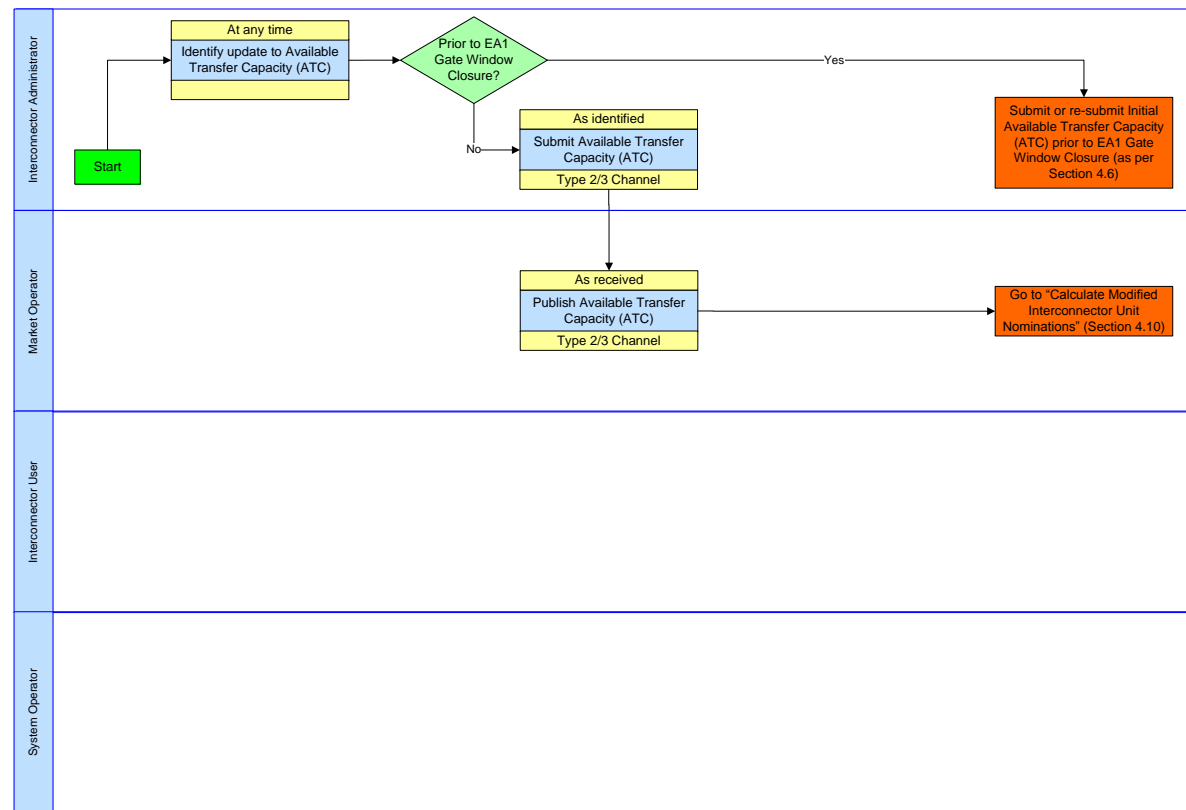 Interconnector Administrator
At any time
Identify update to Available
Transfer Capacity (ATC)
Prior to EA1
Gate Window
Closure?
Yes
No
Start
As identified
Submit Available Transfer
Capacity (ATC)
Type 2/3 Channel
Submit or re-submit Initial
Available Transfer Capacity
(ATC) prior to EA1 Gate
Window Closure (as per
Section 4.6)
Market Operator
As received
Publish Available Transfer
Capacity (ATC)
Type 2/3 Channel
Go to “Calculate Modified
Interconnector Unit
Nominations” (Section 4.10)
Interconnector User
System Operator